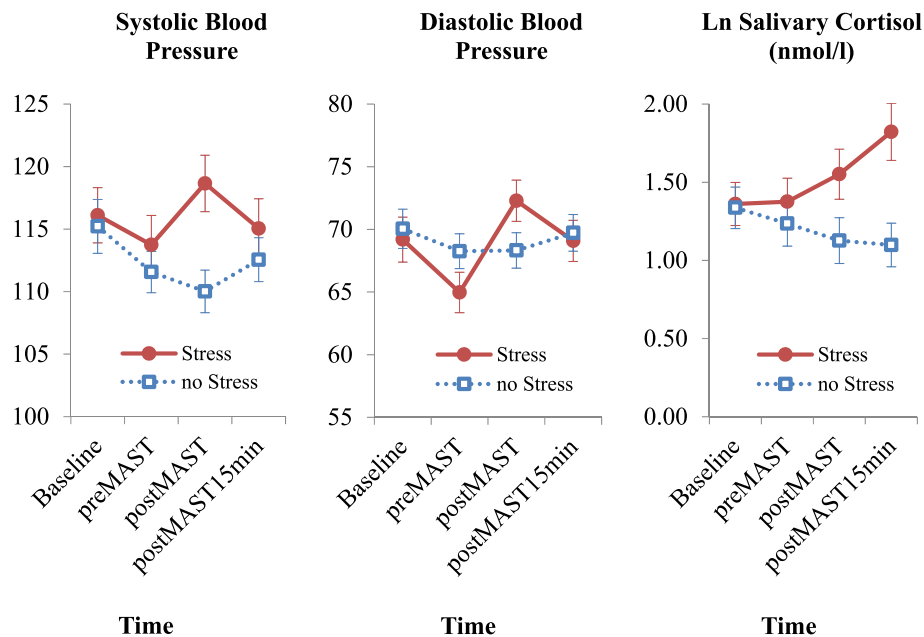 Systolic Blood
Pressure
125
120
115
110
105
100
Stress
no Stress
Baseline
preMAST
postMAST
postMAST15min
Time
Diastolic Blood
Pressure
80
75
70
65
60
55
Stress
no Stress
Baseline
preMAST
postMAST
postMAST15min
Time
Ln Salivary Cortisol
(nmol/l)
2.00
1.50
1.00
0.50
0.00
Stress
no Stress
Baseline
preMAST
postMAST
postMAST15min
Time